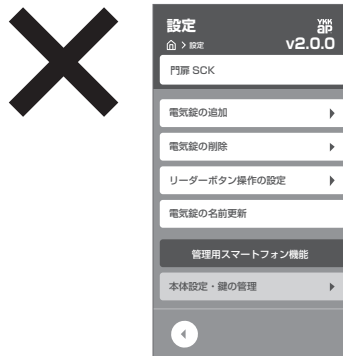 設定
YKK
ap
設定
v2.0.0
門扉 SCK
電気錠の追加
電気錠の削除
リーダーボタン操作の設定
電気錠の名前更新
管理用スマートフォン機能
本体設定・鍵の管理